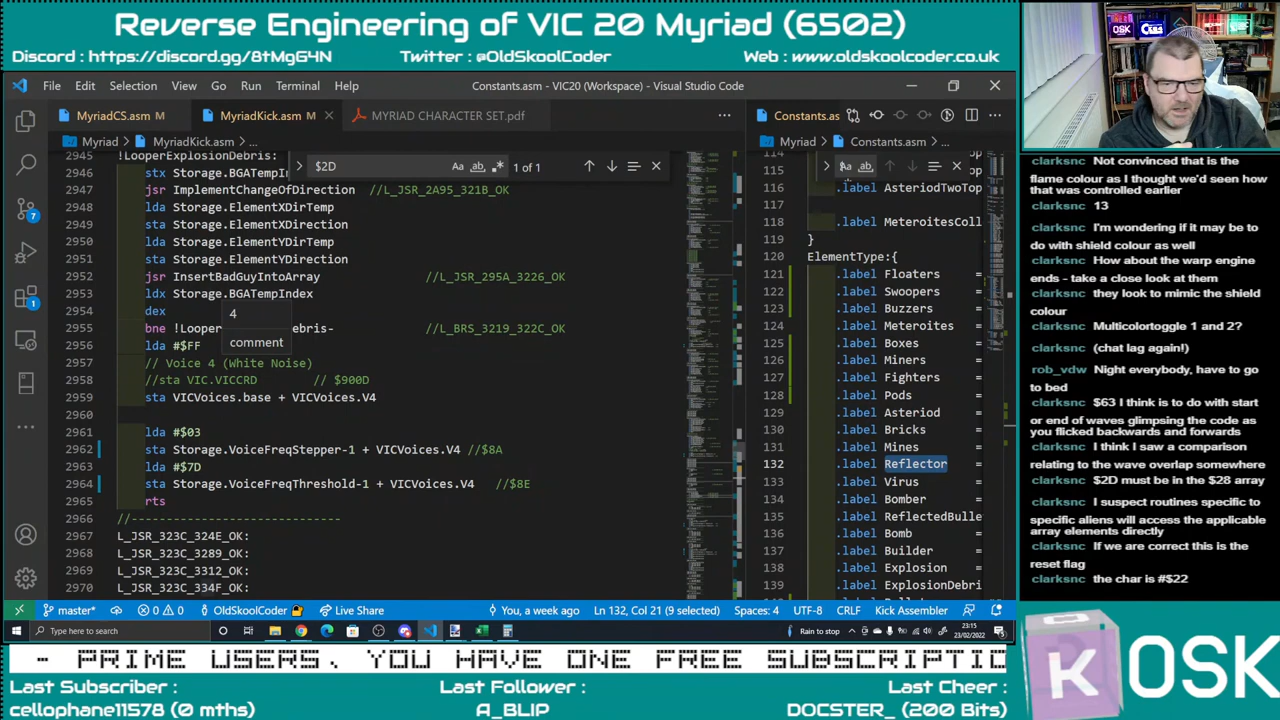 Reverse Engineering of VIC 20 Myriad (6502)
Discord : https://discord.gg/8tMgG4N
Twitter : @OldSkoolCoder
Web : www.oldskoolcoder.co.uk
File Edit Selection View Go Run Terminal Help
Constants.asm - VIC20 (Workspace) - Visual Studio Code
MyriadCS.asm M
MyriadKick.asm M
MYRIAD CHARACTER SET.pdf
Myriad > MyriadKick.asm > ...
$2D
1 of 1
2945 !LooperExplosionDebris:
2946 stx Storage.BGATempI
2947 jsr ImplementChangeOfDirection //L_JSR_2A95_321B_OK
2948 lda Storage.ElementXDirTemp
2949 sta Storage.ElementXDirection
2950 lda Storage.ElementYDirTemp
2951 sta Storage.ElementYDirection
2952 jsr InsertBadGuyIntoArray //L_JSR_295A_3226_OK
2953 ldx Storage.BGATempIndex
2954 dex
4
2955 bne !Looper ebris- //L_BRS_3219_322C_OK
comment
2956 lda #$FF
2957 // Voice 4 (White Noise)
2958 //sta VIC.VICCRD // $900D
2959 sta VICVoices.base + VICVoices.V4
2960
2961 lda #$03
2962 sta Storage.VoiceFreqStepper-1 + VICVoices.V4 //$8A
2963 lda #$7D
2964 sta Storage.VoiceFreqThreshold-1 + VICVoices.V4 //$8E
2965 rts
2966 //------------------------------
2967 L_JSR_323C_324E_OK:
2968 L_JSR_323C_3289_OK:
2969 L_JSR_323C_3312_OK:
2970 L_JSR_323C_334F_OK:
Constants.as
Myriad > Constants.asm > ...
114
115
116 .label AsteriodTwoTop
117
118 .label MeteroitesColl
119 }
120 ElementType:{
121 .label Floaters =
122 .label Swoopers =
123 .label Buzzers =
124 .label Meteroites =
125 .label Boxes =
126 .label Miners =
127 .label Fighters =
128 .label Pods =
129 .label Asteriod =
130 .label Bricks =
131 .label Mines =
132 .label Reflector =
133 .label Virus =
134 .label Bomber =
135 .label ReflectedBulle
136 .label Bomb =
137 .label Builder =
138 .label Explosion =
139 .label ExplosionDebri
master* 0 0 OldSkoolCoder Live Share You, a week ago Ln 132, Col 21 (9 selected) Spaces: 4 UTF-8 CRLF Kick Assembler
Type here to search
Rain to stop
23:15
23/02/2022
clarksnc Not convinced that is the
flame colour as I thought we'd seen how
that was controlled earlier
clarksnc 13
clarksnc I'm wondering if it may be to
do with shield colour as well
clarksnc How about the warp engine
ends - take a close look at them
clarksnc they look to mimic the shield
colour
clarksnc Multicolortoggle 1 and 2?
clarksnc (chat lag again!)
rob_vdw Night everybody, have to go
to bed
clarksnc $63 I think is to do with start
or end of waves glimpsing the code as
you flicked backwards and forwards
clarksnc I think I saw a comparison
relating to the wave overlap somewhere
clarksnc $2D must be in the $28 array
clarksnc I suspect routines specific to
specific aliens will access the applicable
array elements directly
clarksnc If we are correct this is the
reset flag
clarksnc the char is #$22
- PRIME USERS, YOU HAVE ONE FREE SUBSCRIPTIO
Last Subscriber :
cellophane11578 (0 mths)
Last Follower :
A_BLIP
Last Cheer :
DOCSTER_ (200 Bits)
K OSK